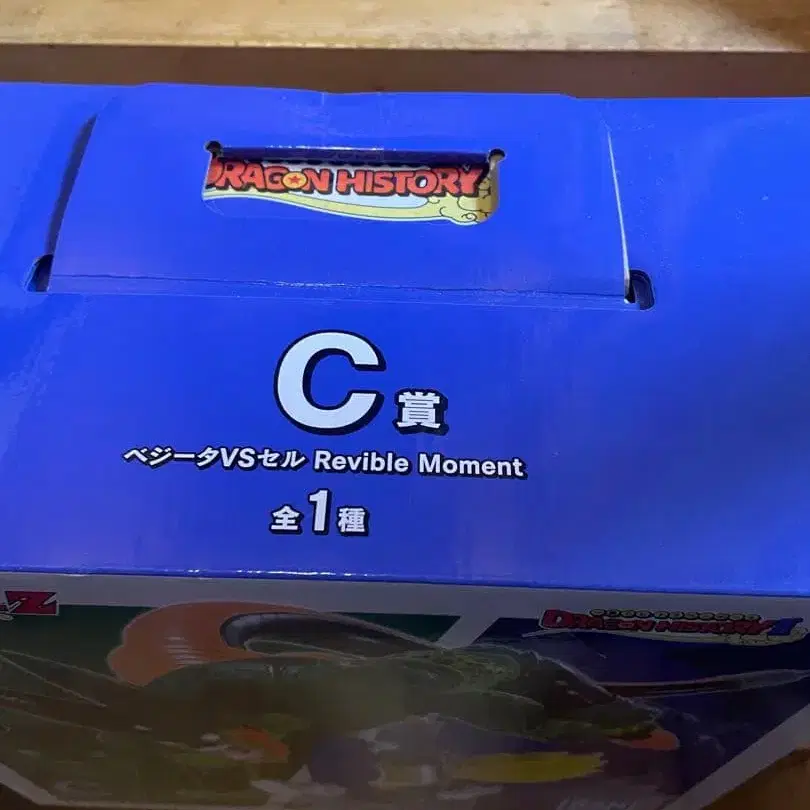 DRAGON HISTORY
C賞
ベジータVSセル Revible Moment
全1種
Z
DRAGON HISTORY II